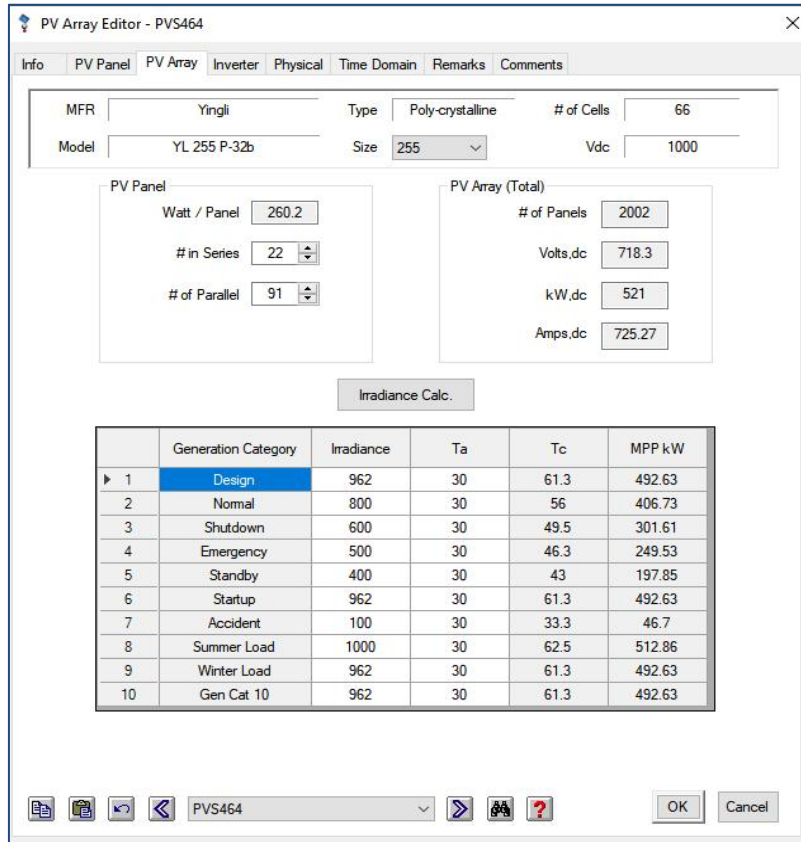 PV Array Editor - PVS464
Info PV Panel PV Array Inverter Physical Time Domain Remarks Comments
MFR Yingli Type Poly-crystalline # of Cells 66
Model YL 255 P-32b Size 255 Vdc 1000
PV Panel
Watt / Panel 260.2
# in Series 22
# of Parallel 91
PV Array (Total)
# of Panels 2002
Volts,dc 718.3
kW,dc 521
Amps,dc 725.27
Irradiance Calc.
Generation Category Irradiance Ta Tc MPP kW
1 Design 962 30 61.3 492.63
2 Normal 800 30 56 406.73
3 Shutdown 600 30 49.5 301.61
4 Emergency 500 30 46.3 249.53
5 Standby 400 30 43 197.85
6 Startup 962 30 61.3 492.63
7 Accident 100 30 33.3 46.7
8 Summer Load 1000 30 62.5 512.86
9 Winter Load 962 30 61.3 492.63
10 Gen Cat 10 962 30 61.3 492.63
PVS464 ? OK Cancel